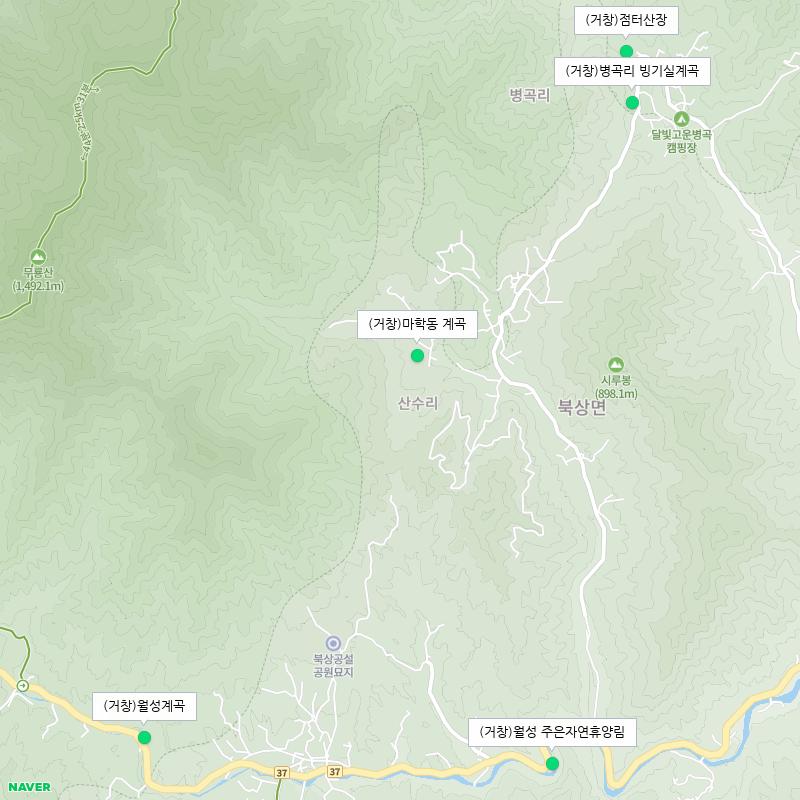 (거창)점터산장
(거창)병곡리 빙기실계곡
병곡리
달빛고운병곡
캠핑장
무룡산
(1,492.1m)
(거창)마학동 계곡
시루봉
(898.1m)
산수리
북상면
북상공설
공원묘지
(거창)월성계곡
(거창)월성 주은자연휴양림
37
37
NAVER